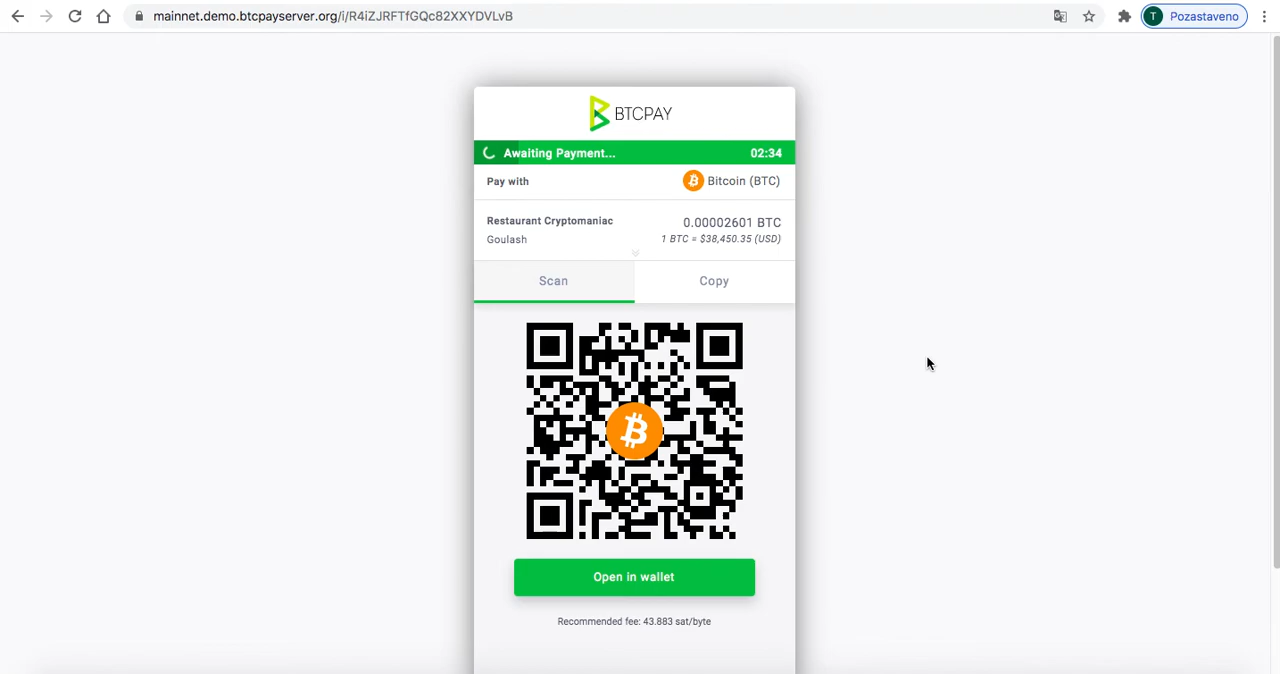 mainnet.demo.btcpayserver.org/i/R4iZJRFTfGQc82XXYDVLvB
T Pozastaveno
BTCPAY
Awaiting Payment... 02:34
Pay with Bitcoin (BTC)
Restaurant Cryptomaniac 0.00002601 BTC
Goulash 1 BTC = $38,450.35 (USD)
Scan Copy
Open in wallet
Recommended fee: 43.883 sat/byte